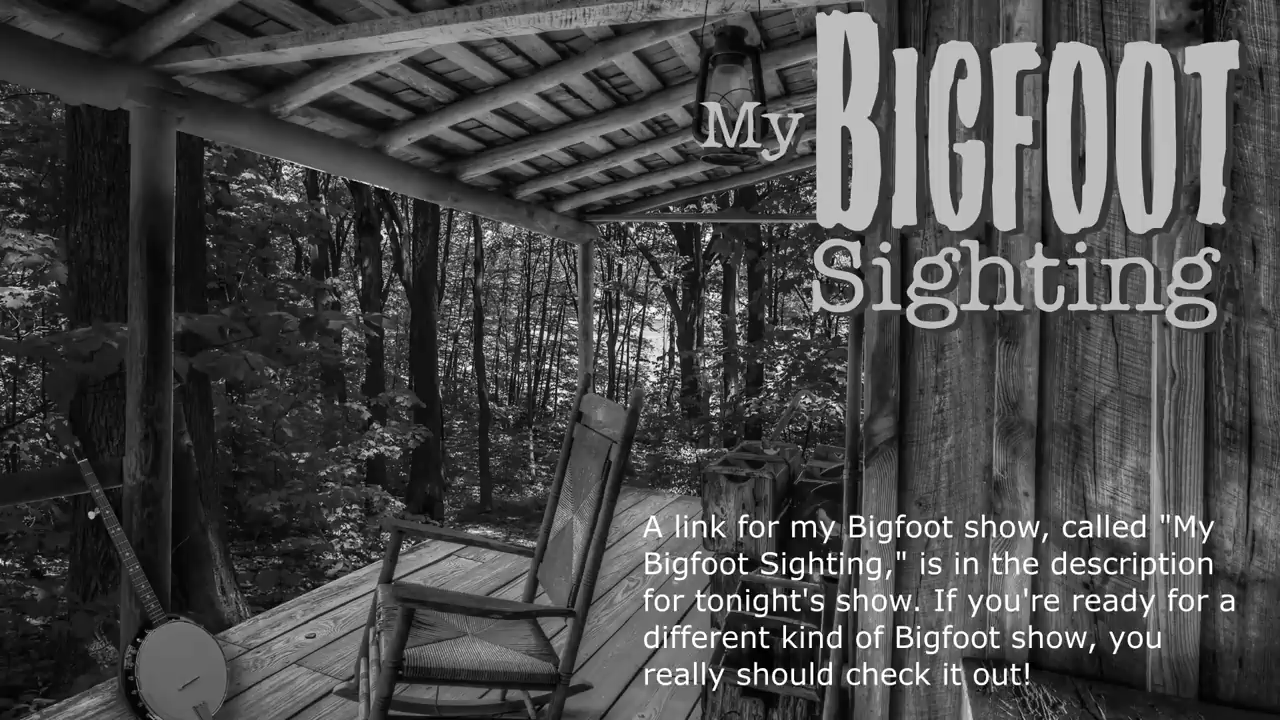 My BIGFOOT
Sighting
A link for my Bigfoot show, called "My
Bigfoot Sighting," is in the description
for tonight's show. If you're ready for a
different kind of Bigfoot show, you
really should check it out!